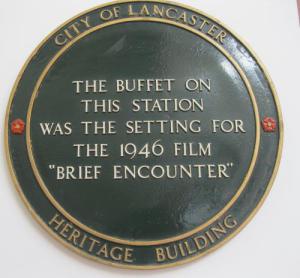 CITY OF LANCASTER
THE BUFFET ON
THIS STATION
WAS THE SETTING FOR
THE 1946 FILM
"BRIEF ENCOUNTER"
HERITAGE BUILDING